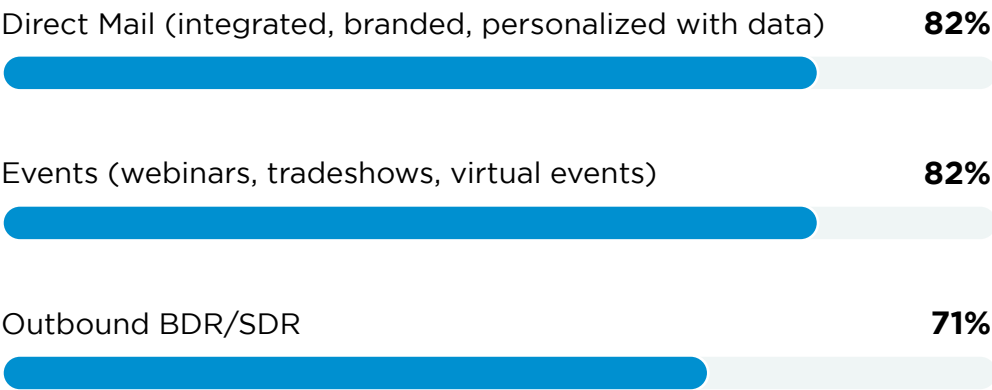 Direct Mail (integrated, branded, personalized with data) 82%
Events (webinars, tradeshows, virtual events) 82%
Outbound BDR/SDR 71%